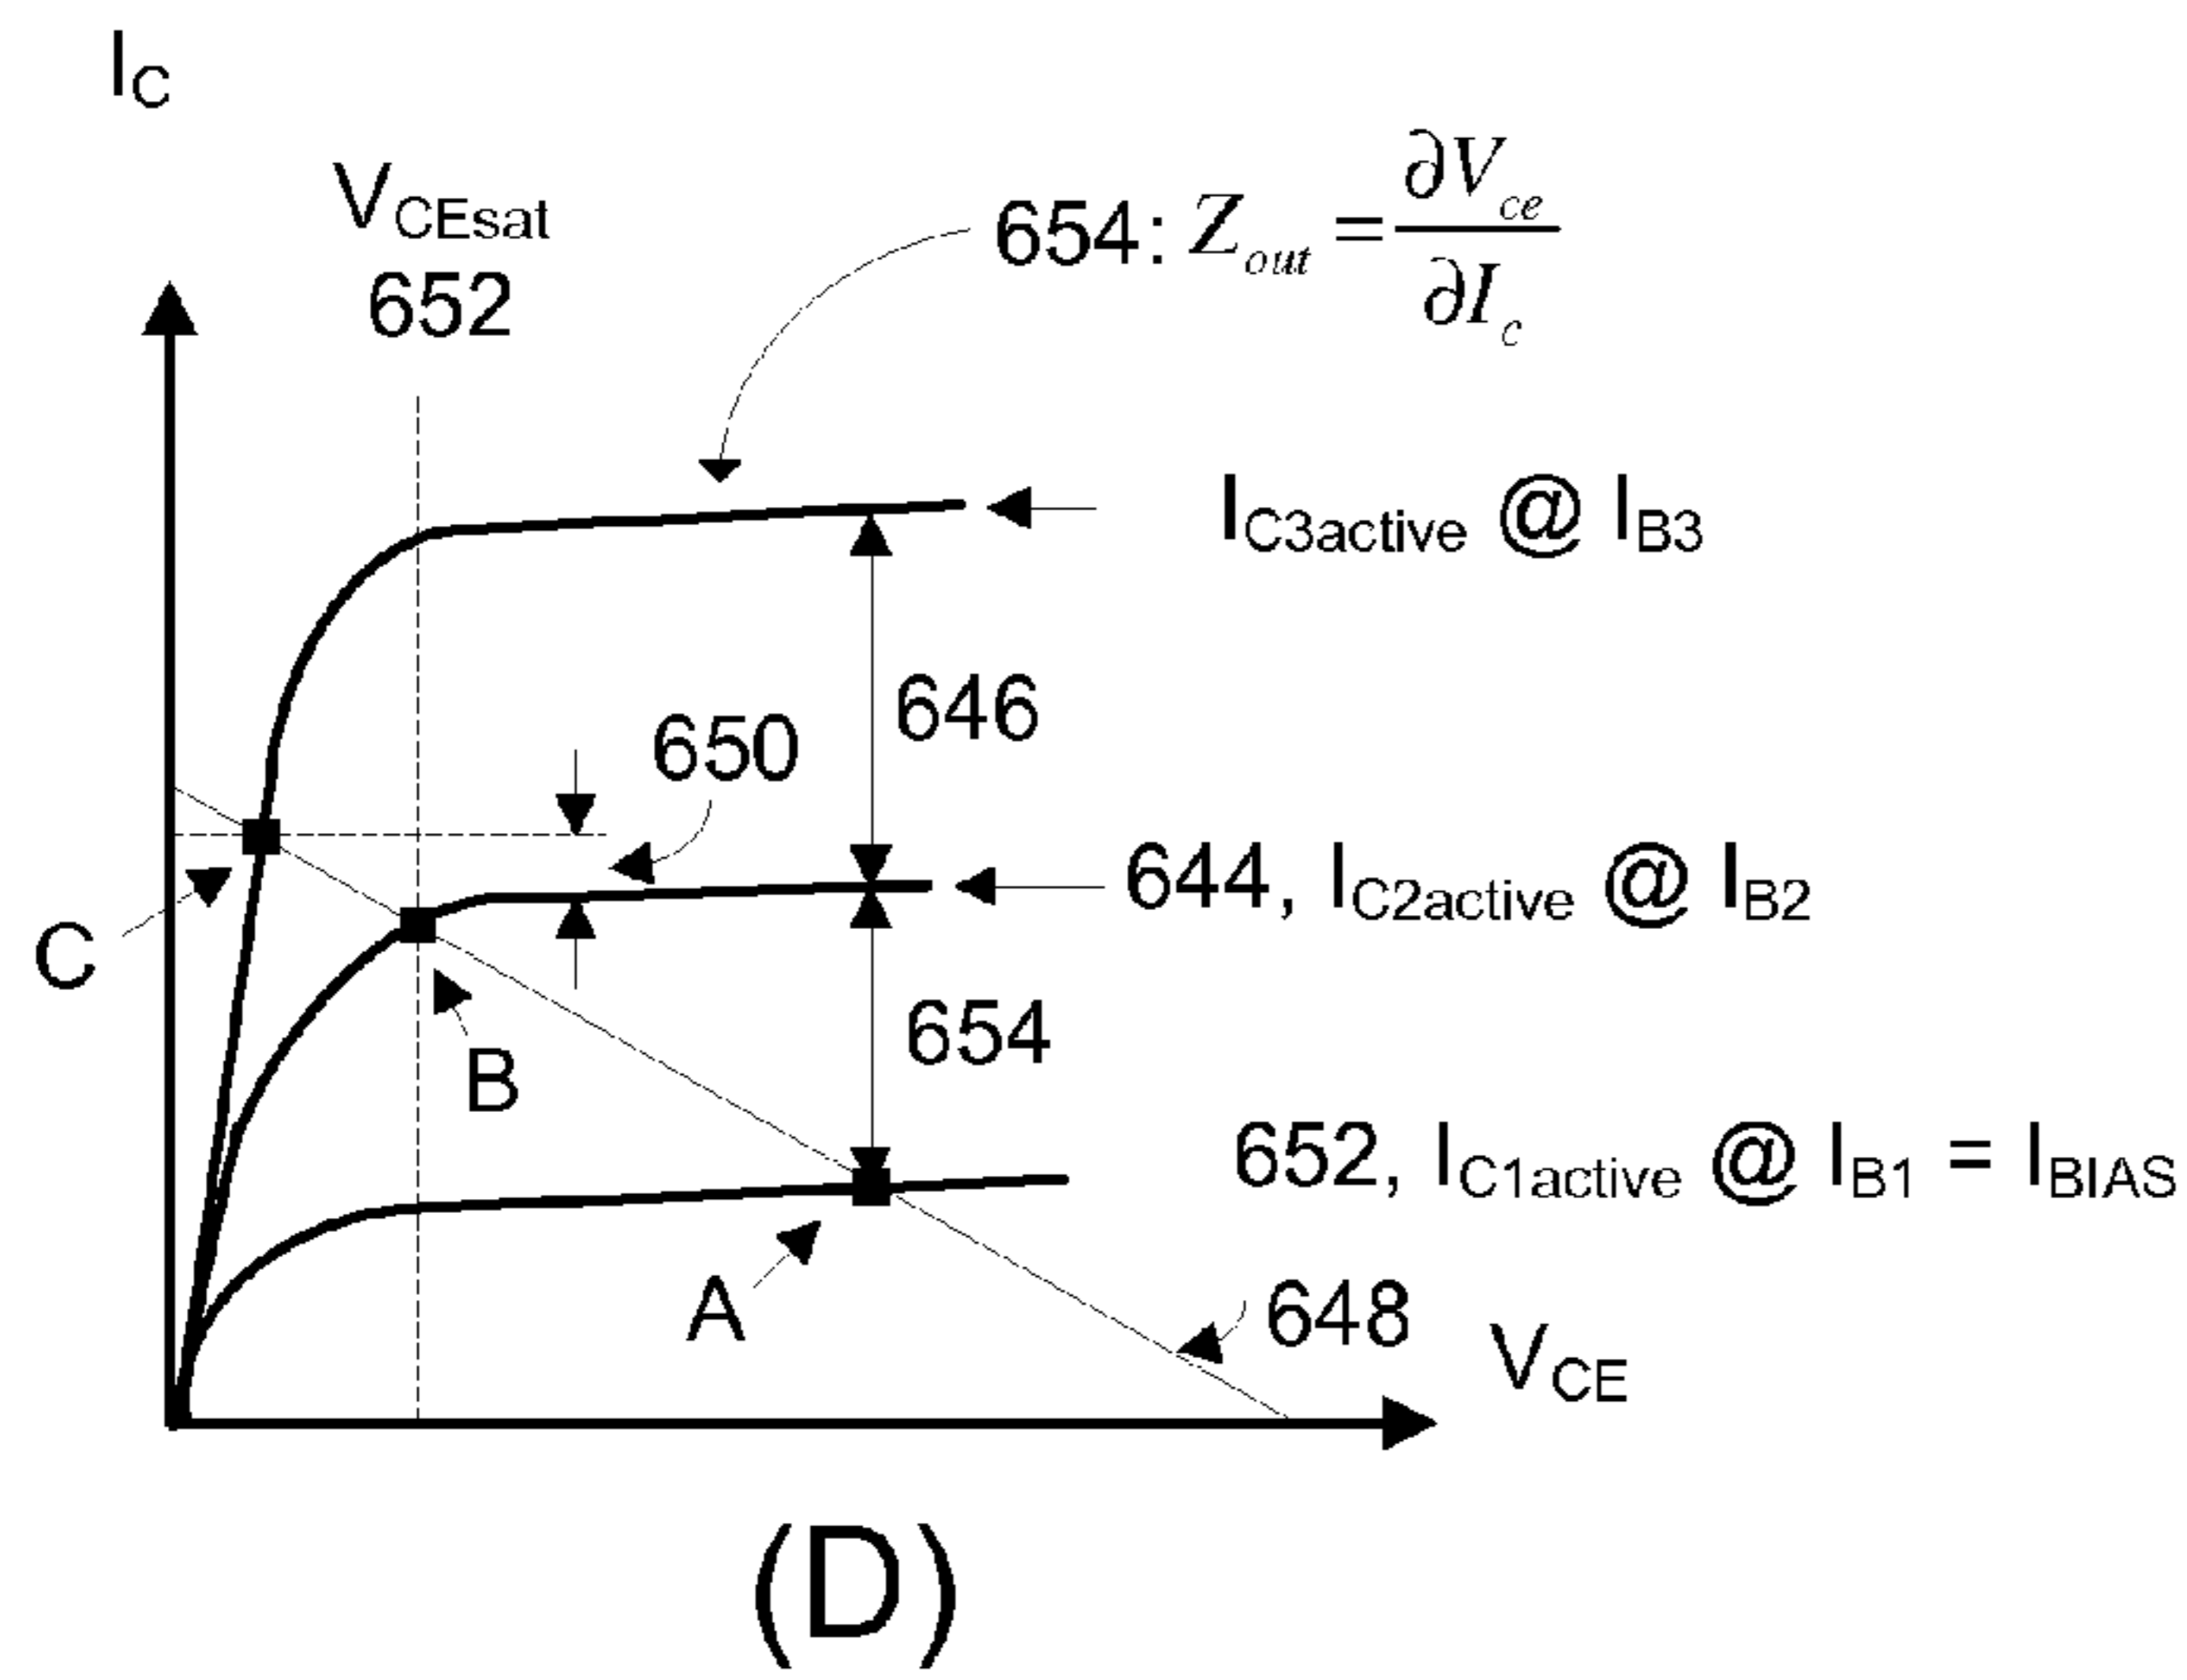 I_C
V_CEsat
652
654: Z_out = ∂V_ce / ∂I_c
I_C3active @ I_B3
646
650
644, I_C2active @ I_B2
C
B
654
652, I_C1active @ I_B1 = I_BIAS
A
648
V_CE
(D)